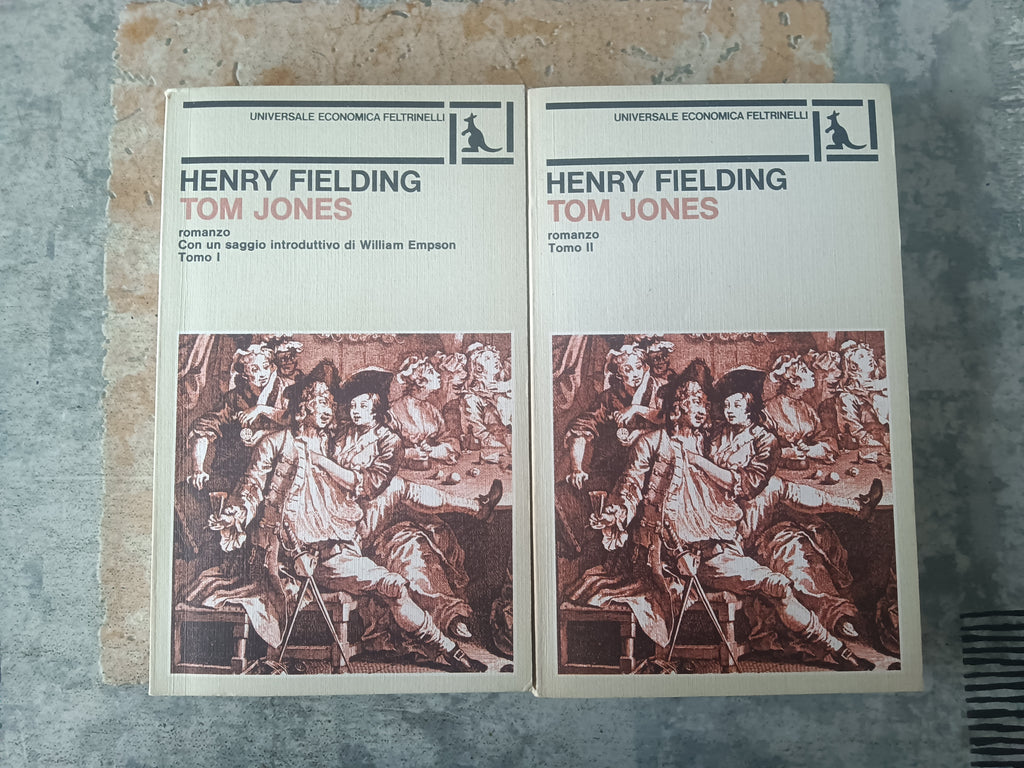 UNIVERSALE ECONOMICA FELTRINELLI
HENRY FIELDING
TOM JONES
romanzo
Con un saggio introduttivo di William Empson
Tomo I
UNIVERSALE ECONOMICA FELTRINELLI
HENRY FIELDING
TOM JONES
romanzo
Tomo II